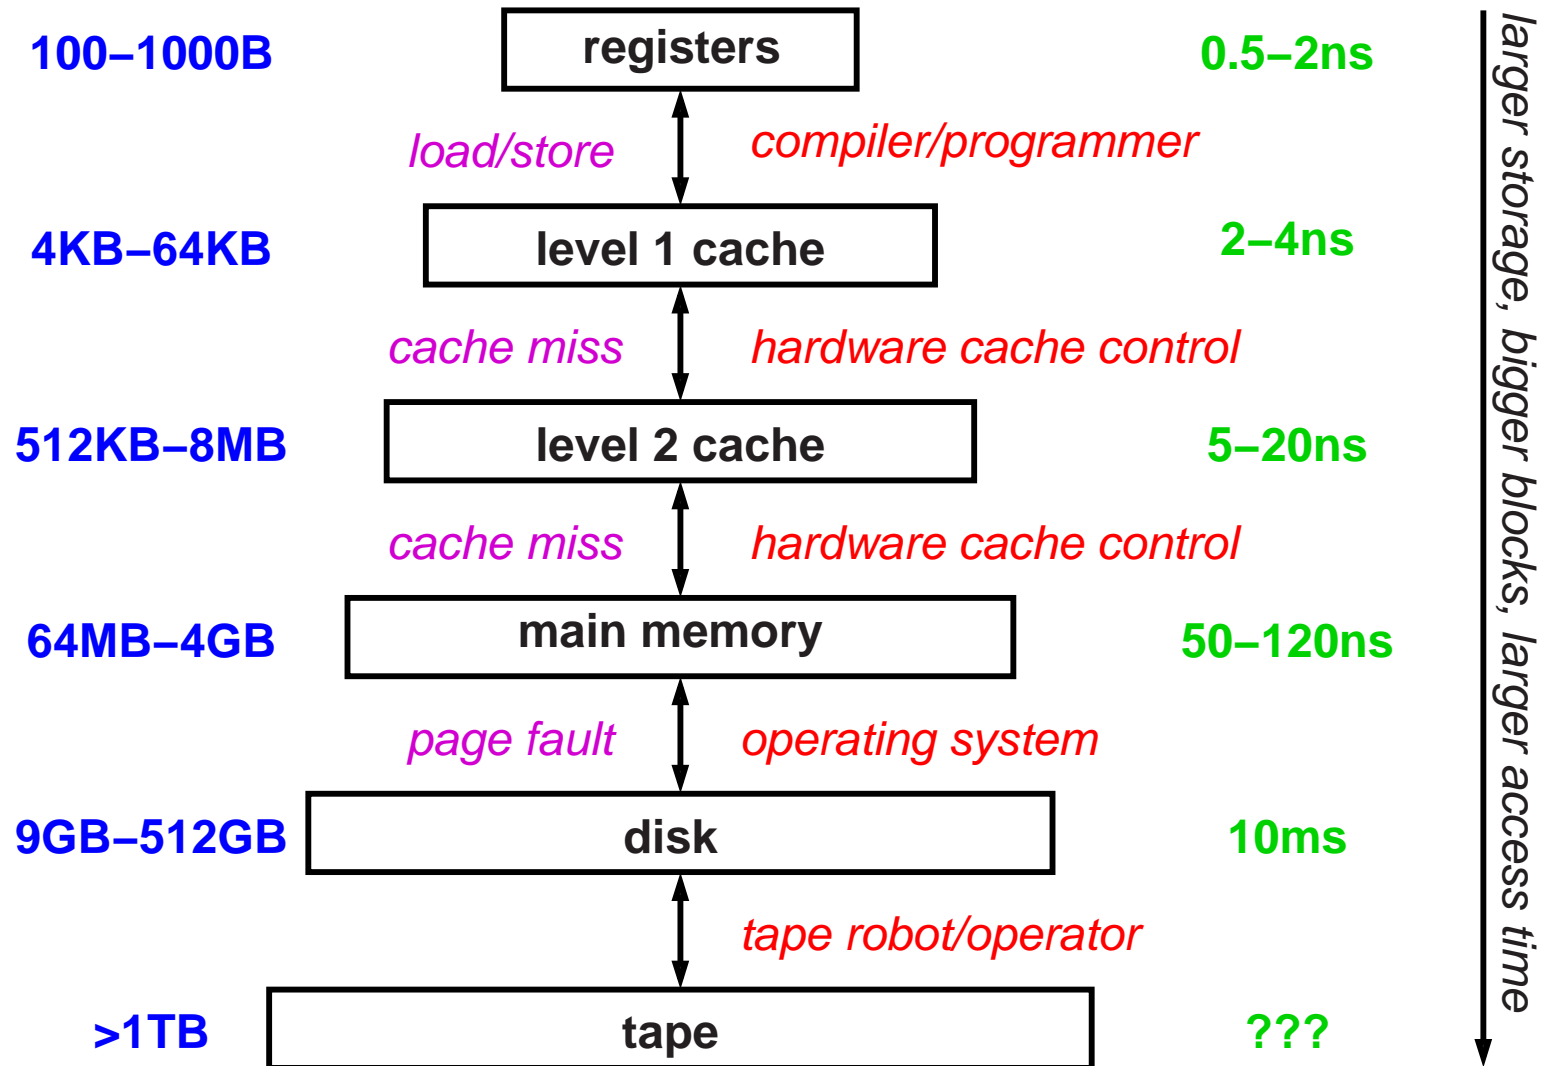 100–1000B
registers
0.5–2ns
load/store
compiler/programmer
4KB–64KB
level 1 cache
2–4ns
cache miss
hardware cache control
512KB–8MB
level 2 cache
5–20ns
cache miss
hardware cache control
64MB–4GB
main memory
50–120ns
page fault
operating system
9GB–512GB
disk
10ms
tape robot/operator
>1TB
tape
???
larger storage, bigger blocks, larger access time